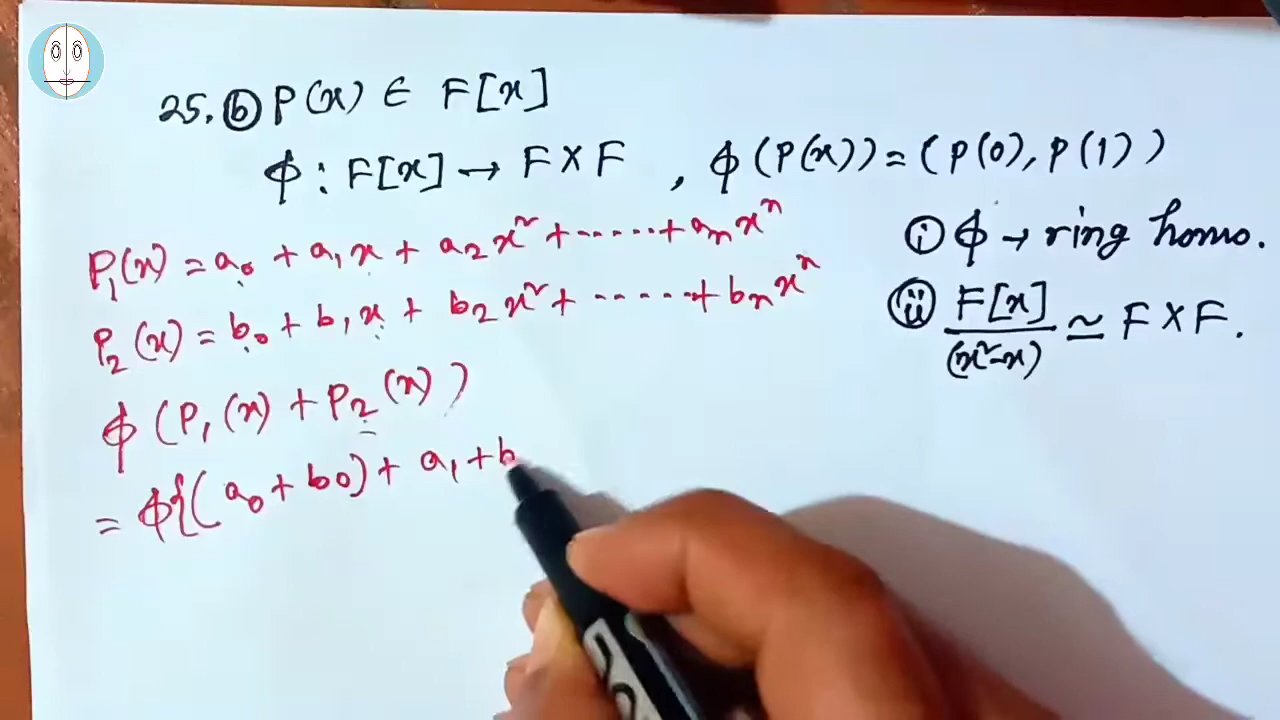 25. ⓑ P(x) ∈ F[x]
φ : F[x] → F X F , φ (P(x)) = (P(0), P(1))
ⓘ φ → ring homo.
ⓘⓘ F[x]/(x²-x) ≃ F X F.
P₁(x) = a₀ + a₁x + a₂x² + ...... + aₙxⁿ
P₂(x) = b₀ + b₁x + b₂x² + ...... + bₙxⁿ
φ (P₁(x) + P₂(x))
= φ{(a₀ + b₀) + a₁ + b